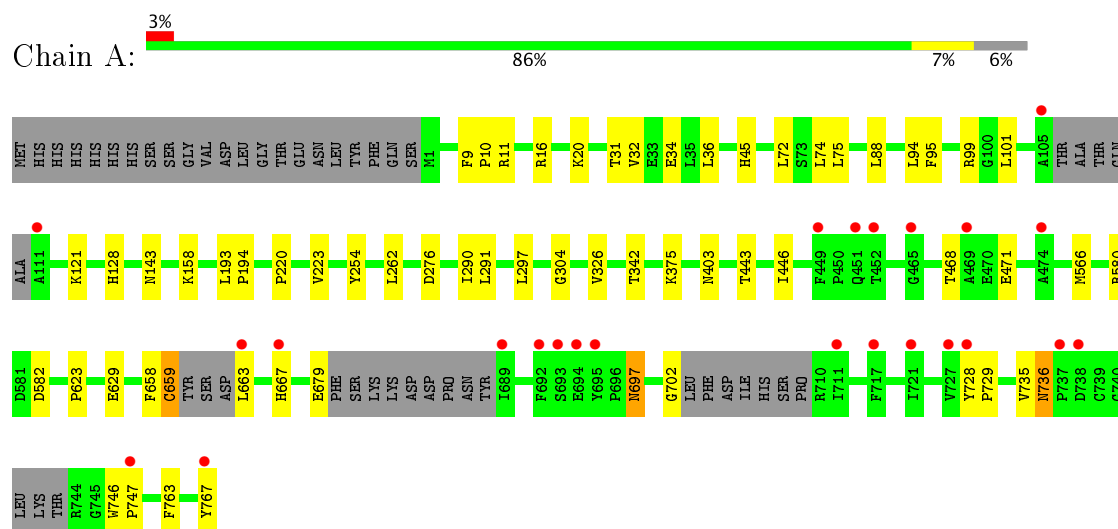 3%
Chain A:
86% 7% 6%
MET HIS HIS HIS HIS HIS HIS SER SER GLY VAL ASP LEU GLY THR GLU ASN LEU TYR PHE GLN SER M1 F9 P10 R11 R16 K20 T31 V32 E33 E34 L35 L36 H45 L72 S73 L74 L75 L88 L94 F95 R99 G100 L101 A105 THR ALA THR GLN
ALA A111 K121 H128 N143 K158 L193 P194 P220 V223 Y254 L262 D276 I290 L291 L297 G304 V326 T342 K375 N403 T443 I446 F449 P450 Q451 T452 G465 T468 A469 E470 E471 A474 M566 R580
D581 D582 P623 E629 F658 C659 TYR SER ASP L663 H667 E679 PHE SER LYS LYS ASP ASP PRO ASN TYR I689 F692 S693 E694 Y695 P696 N697 G702 LEU PHE ASP ILE HIS SER PRO R710 I711 F717 I721 V727 Y728 P729 V735 N736 P737 D738 C739 G740
LEU LYS THR R744 G745 W746 P747 F763 Y767